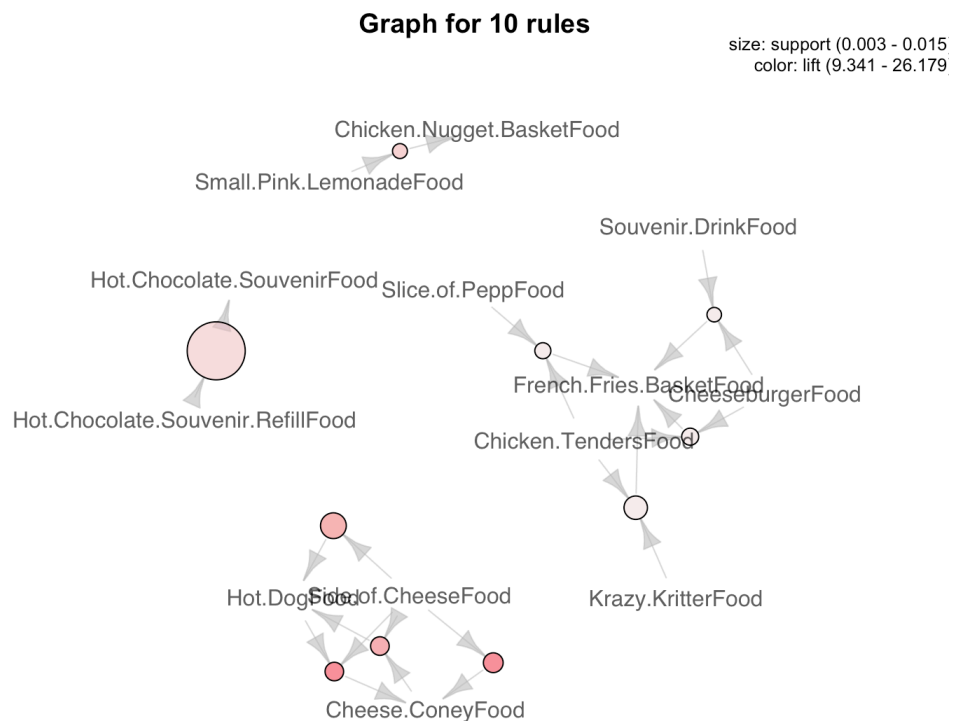 Graph for 10 rules
size: support (0.003 - 0.015)
color: lift (9.341 - 26.179)
Chicken.Nugget.BasketFood
Small.Pink.LemonadeFood
Souvenir.DrinkFood
Hot.Chocolate.SouvenirFood
Slice.of.PeppFood
French.Fries.BasketFood
CheeseburgerFood
Hot.Chocolate.Souvenir.RefillFood
Chicken.TendersFood
Hot.DogFood
Side.of.CheeseFood
Krazy.KritterFood
Cheese.ConeyFood